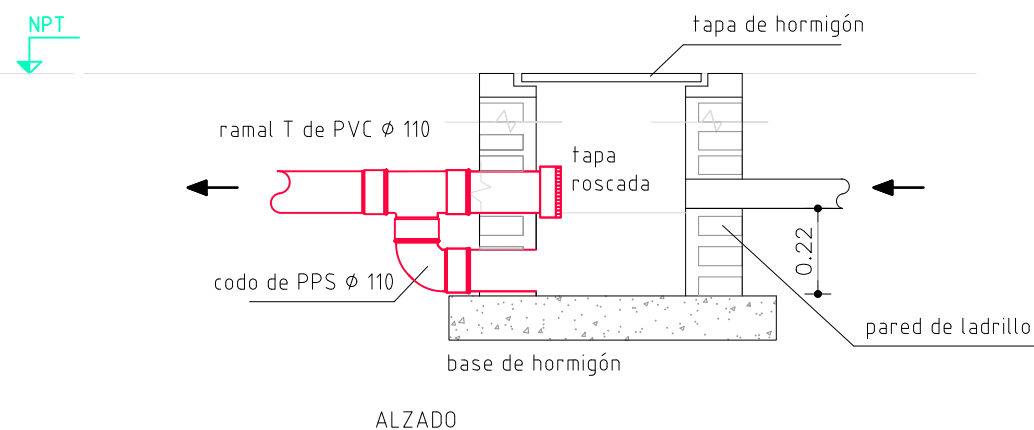 NPT
tapa de hormigón
ramal T de PVC Φ 110
tapa
roscada
0.22
codo de PPS Φ 110
pared de ladrillo
base de hormigón
ALZADO